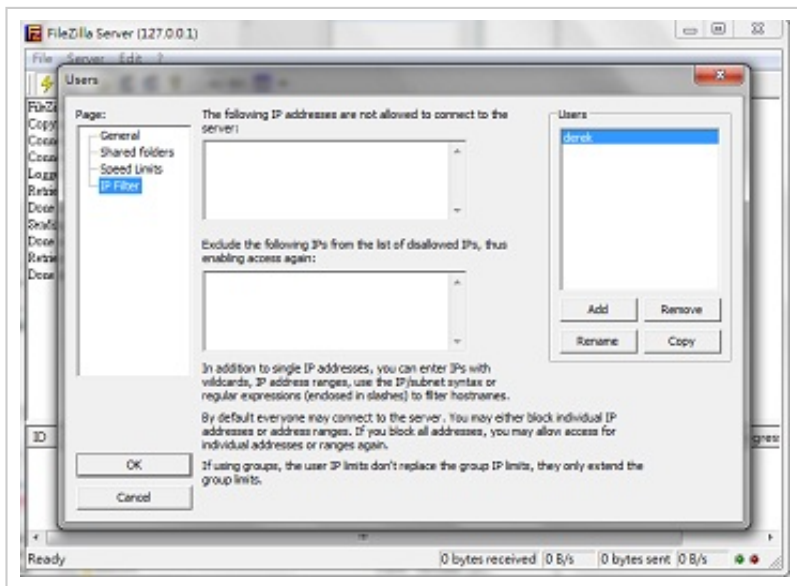 FileZilla Server (127.0.0.1)
File Server Edit ?
Users
Page:
General
Shared folders
Speed Limits
IP Filter
The following IP addresses are not allowed to connect to the
server:
Exclude the following IPs from the list of disallowed IPs, thus
enabling access again:
In addition to single IP addresses, you can enter IPs with
wildcards, IP address ranges, use the IP/subnet syntax or
regular expressions (enclosed in slashes) to filter hostnames.
By default everyone may connect to the server. You may either block individual IP
addresses or address ranges. If you block all addresses, you may allow access for
individual addresses or ranges again.
If using groups, the user IP limits don't replace the group IP limits, they only extend the
group limits.
Users
derek
Add Remove
Rename Copy
OK
Cancel
ID
Ready
0 bytes received 0 B/s 0 bytes sent 0 B/s